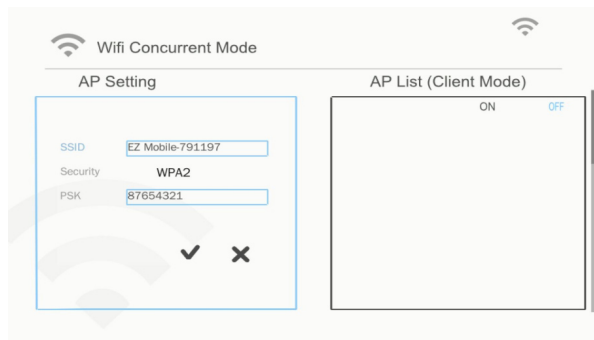 Wifi Concurrent Mode
AP Setting
SSID EZ Mobile-791197
Security WPA2
PSK 87654321
AP List (Client Mode)
ON OFF